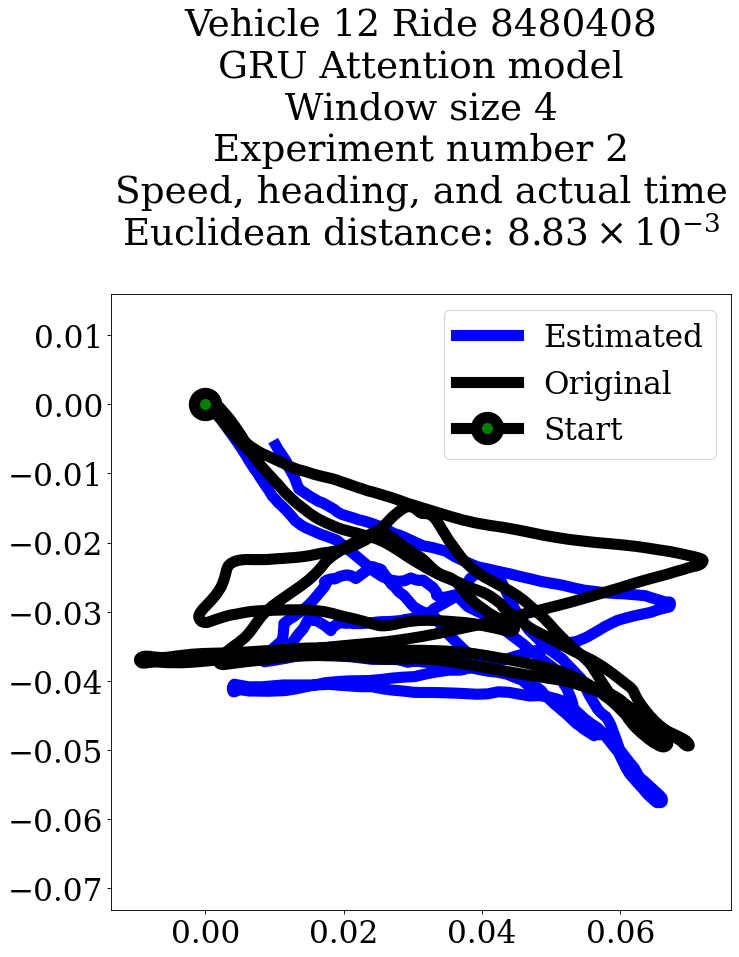 Vehicle 12 Ride 8480408
GRU Attention model
Window size 4
Experiment number 2
Speed, heading, and actual time
Euclidean distance: 8.83 × 10⁻³
Estimated
Original
Start
0.01
0.00
−0.01
−0.02
−0.03
−0.04
−0.05
−0.06
−0.07
0.00 0.02 0.04 0.06